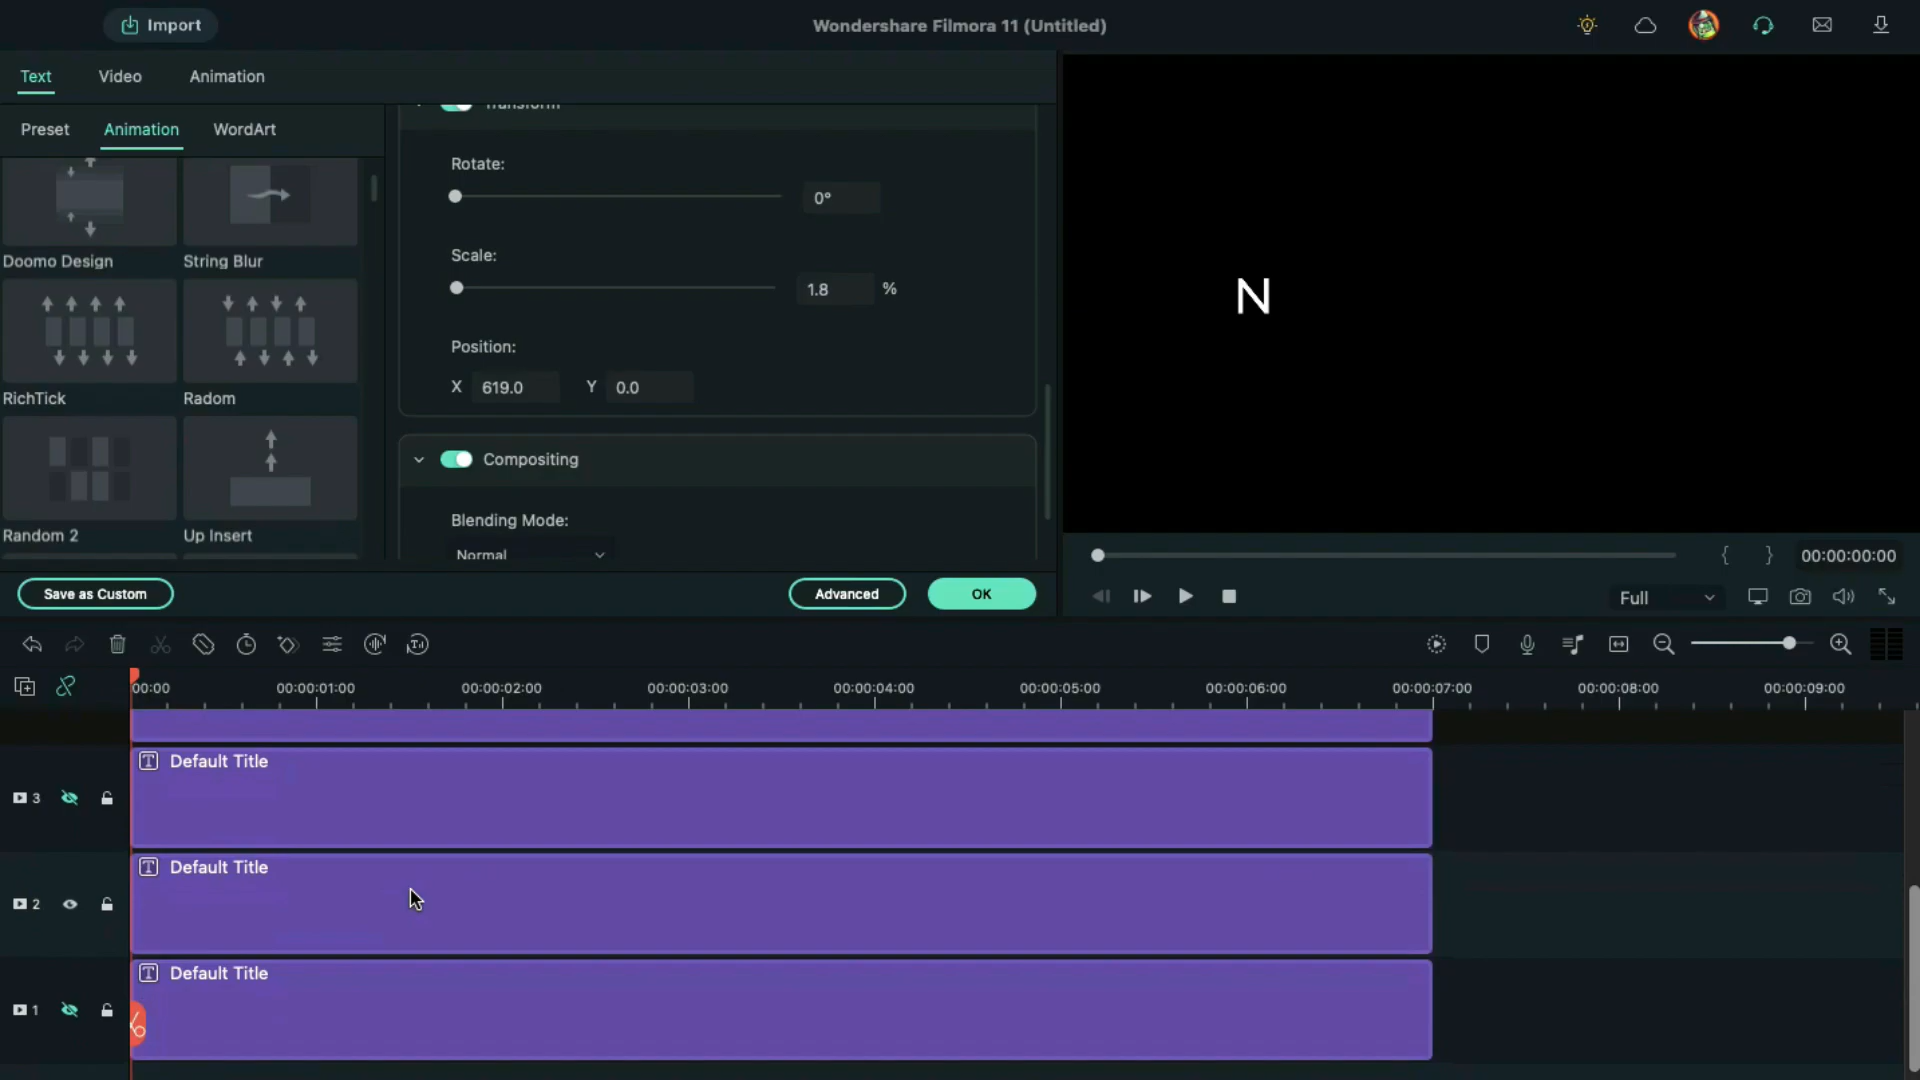 Import
Wondershare Filmora 11 (Untitled)
Text Video Animation
Preset Animation WordArt
Transform
Rotate:
0°
Scale:
1.8 %
Position:
X 619.0 Y 0.0
Compositing
Blending Mode:
Normal
Doomo Design String Blur
RichTick Radom
Random 2 Up Insert
Save as Custom Advanced OK
N
{ } 00:00:00:00
Full
00:00 00:00:01:00 00:00:02:00 00:00:03:00 00:00:04:00 00:00:05:00 00:00:06:00 00:00:07:00 00:00:08:00 00:00:09:00
T Default Title
3
T Default Title
2
T Default Title
1